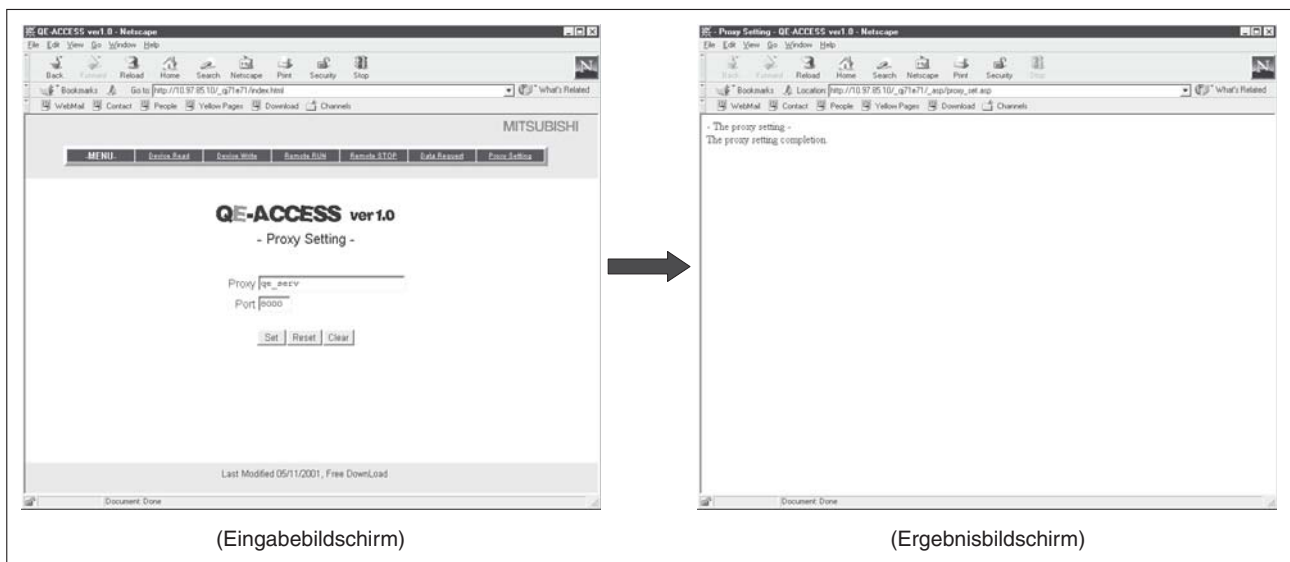 QE-ACCESS ver1.0 - Netscape
File Edit View Go Window Help
Back Forward Reload Home Search Netscape Print Security Stop
Bookmarks Go to: http://10.97.85.10/_qj71e71/index.html What's Related
WebMail Contact People Yellow Pages Download Channels
MITSUBISHI
-MENU- Device Read Device Write Remote RUN Remote STOP Data Request Proxy Setting
QE-ACCESS ver1.0
- Proxy Setting -
Proxy qe_serv
Port
Set Reset Clear
Last Modified 05/11/2001, Free DownLoad
Document: Done
(Eingabebildschirm)
- Proxy Setting - QE-ACCESS ver1.0 - Netscape
File Edit View Go Window Help
Back Forward Reload Home Search Netscape Print Security Stop
Bookmarks Location: http://10.97.85.10/_qj71e71/_asp/proxy_set.asp What's Related
WebMail Contact People Yellow Pages Download Channels
- The proxy setting -
The proxy setting completion.
Document: Done
(Ergebnisbildschirm)